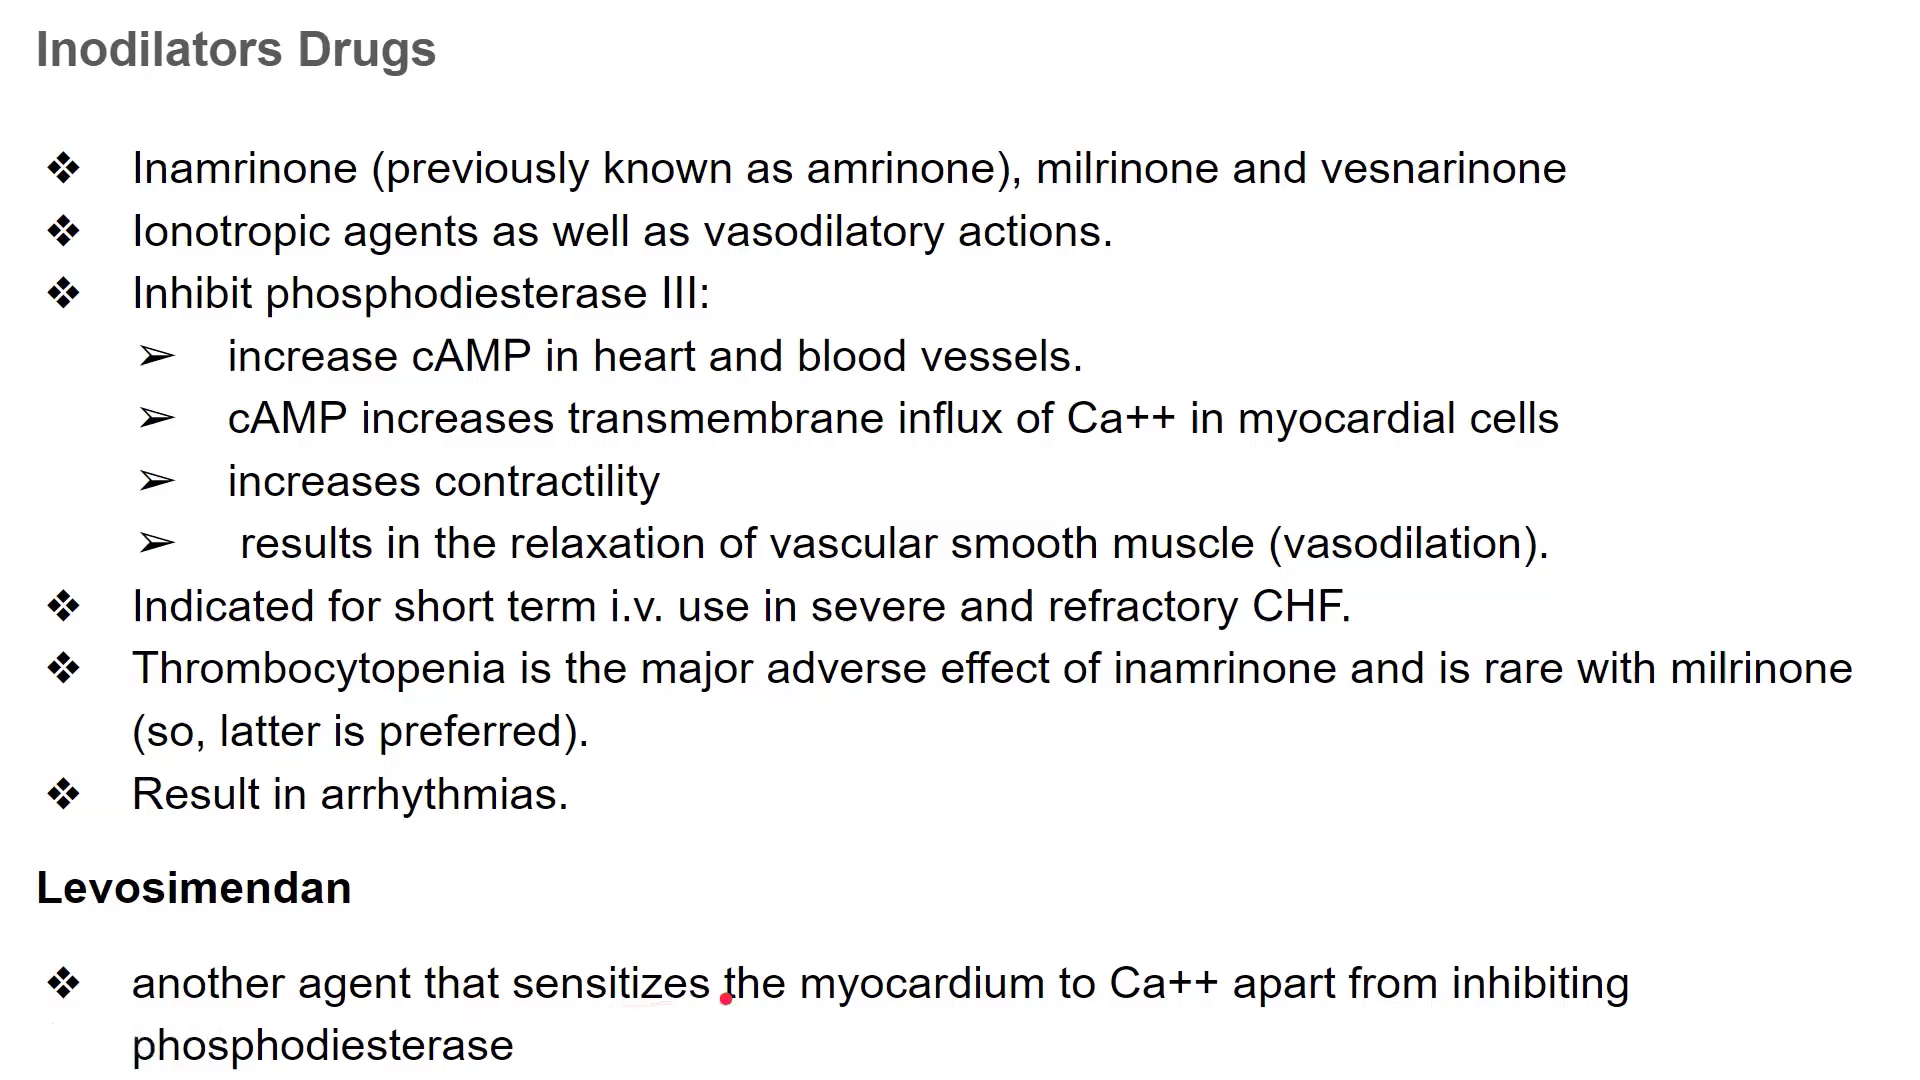 Inodilators Drugs
❖ Inamrinone (previously known as amrinone), milrinone and vesnarinone
❖ Ionotropic agents as well as vasodilatory actions.
❖ Inhibit phosphodiesterase III:
➢ increase cAMP in heart and blood vessels.
➢ cAMP increases transmembrane influx of Ca++ in myocardial cells
➢ increases contractility
➢ results in the relaxation of vascular smooth muscle (vasodilation).
❖ Indicated for short term i.v. use in severe and refractory CHF.
❖ Thrombocytopenia is the major adverse effect of inamrinone and is rare with milrinone
(so, latter is preferred).
❖ Result in arrhythmias.
Levosimendan
❖ another agent that sensitizes the myocardium to Ca++ apart from inhibiting
phosphodiesterase